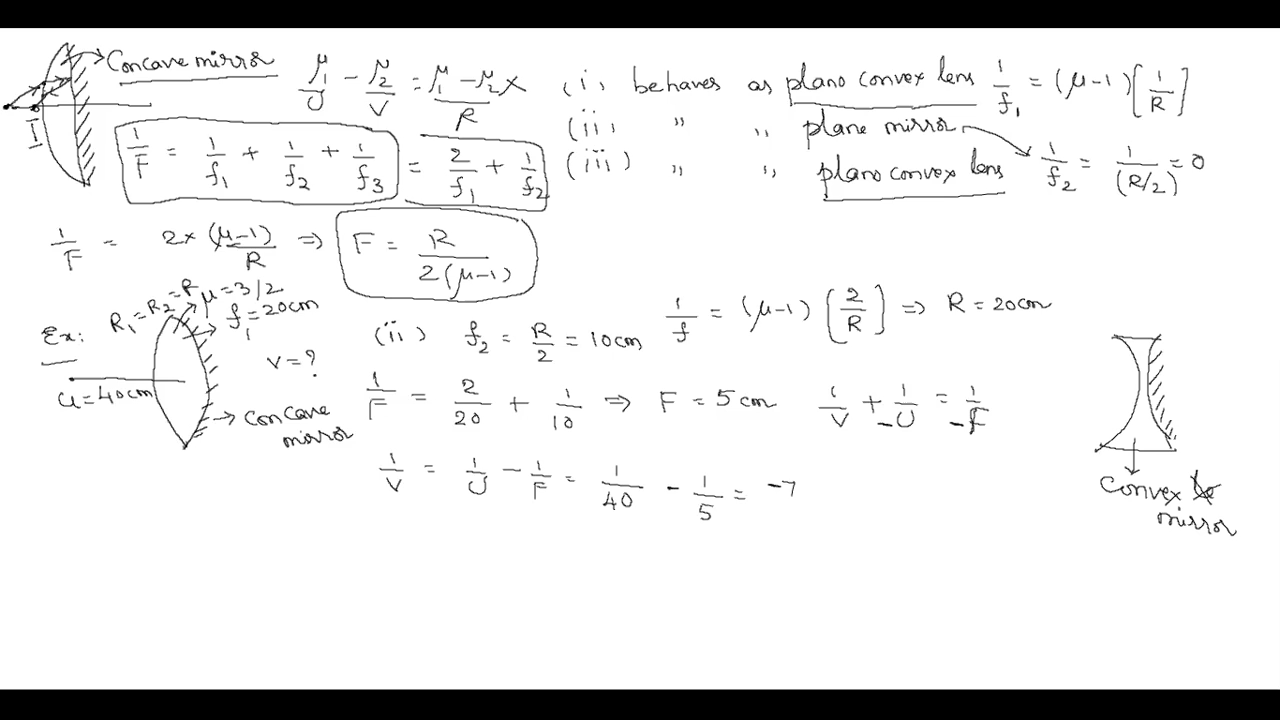 Concave mirror μ1/U - μ2/V = μ1 - μ2/R X (i) behaves as plano convex lens 1/f1 = (μ-1)[1/R]
(ii) " " plane mirror
I 1/F = 1/f1 + 1/f2 + 1/f3 = 2/f1 + 1/f2 (iii) " " plano convex lens 1/f2 = 1/(R/2) = 0
1/F = 2×(μ-1)/R ⇒ F = R/2(μ-1)
R1=R2=R μ=3/2
f1=20cm
1/f = (μ-1)[2/R] ⇒ R = 20cm
Ex: (ii) f2 = R/2 = 10cm
v=?
u=40cm
1/F = 2/20 + 1/10 ⇒ F = 5cm 1/V + 1/-U = 1/-F
Concave
mirror
1/V = 1/U - 1/F = 1/40 - 1/5 = -7
Convex
mirror